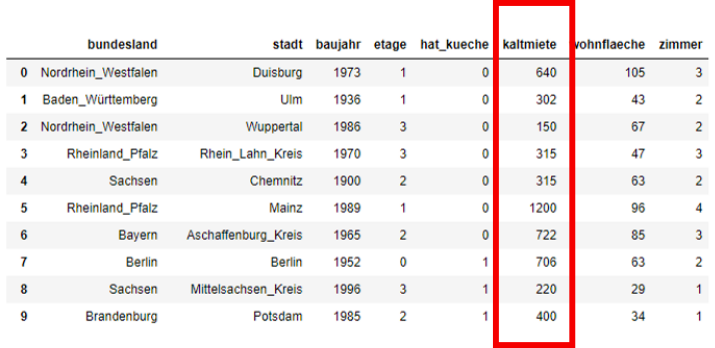 bundesland stadt baujahr etage hat_kueche kaltmiete wohnflaeche zimmer
0 Nordrhein_Westfalen Duisburg 1973 1 0 640 105 3
1 Baden_Württemberg Ulm 1936 1 0 302 43 2
2 Nordrhein_Westfalen Wuppertal 1986 3 0 150 67 2
3 Rheinland_Pfalz Rhein_Lahn_Kreis 1970 3 0 315 47 3
4 Sachsen Chemnitz 1900 2 0 315 63 2
5 Rheinland_Pfalz Mainz 1989 1 0 1200 96 4
6 Bayern Aschaffenburg_Kreis 1965 2 0 722 85 3
7 Berlin Berlin 1952 0 1 706 63 2
8 Sachsen Mittelsachsen_Kreis 1996 3 1 220 29 1
9 Brandenburg Potsdam 1985 2 1 400 34 1